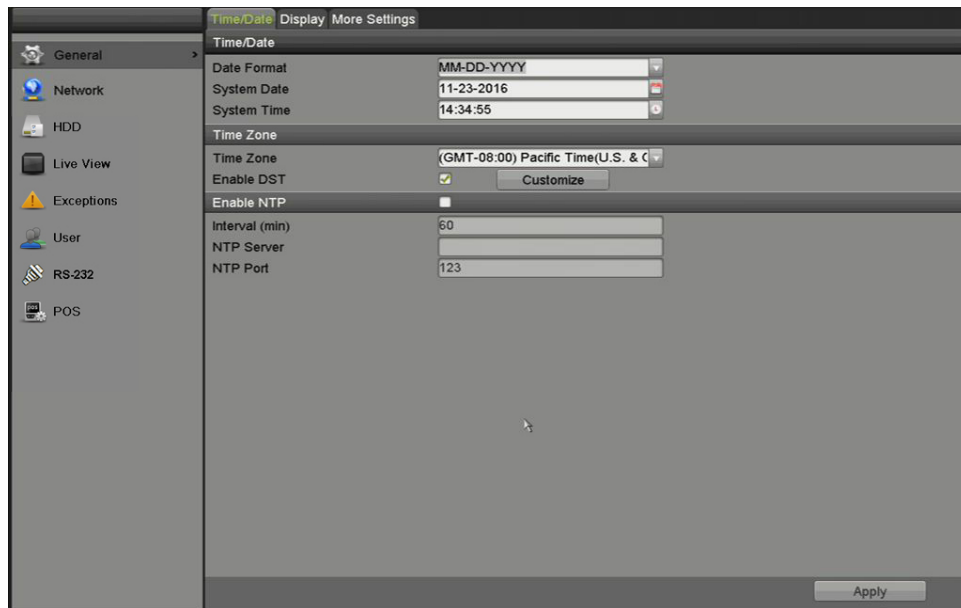 Time/Date Display More Settings
General >
Network
HDD
Live View
Exceptions
User
RS-232
POS
Time/Date
Date Format MM-DD-YYYY
System Date 11-23-2016
System Time 14:34:55
Time Zone
Time Zone (GMT-08:00) Pacific Time(U.S. & C
Enable DST Customize
Enable NTP
Interval (min) 60
NTP Server
NTP Port 123
Apply